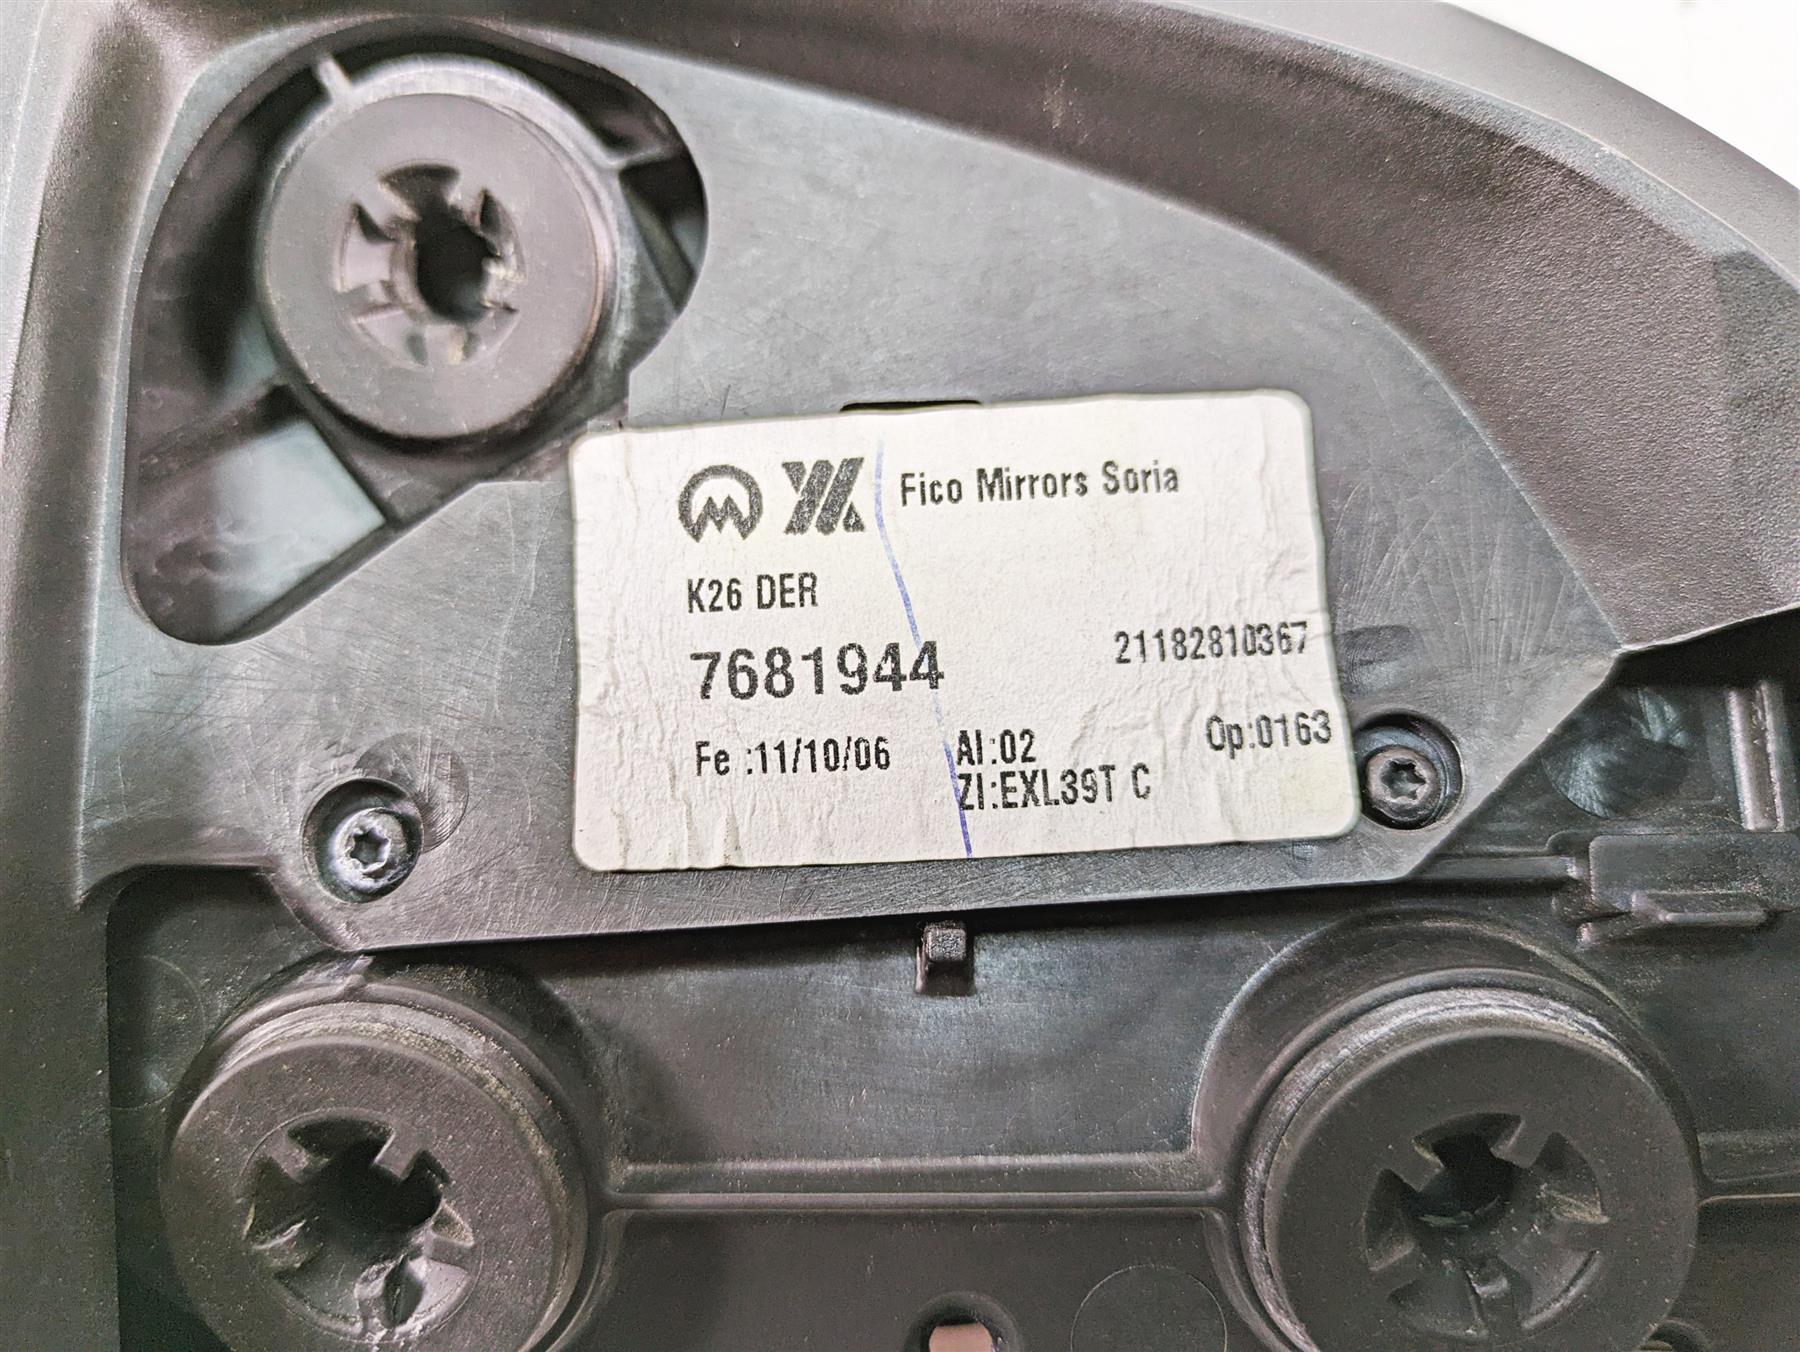 Fico Mirrors Soria
K26 DER
7681944 21182810367
Fe :11/10/06 Al:02 Op:0163
ZI:EXL39T C